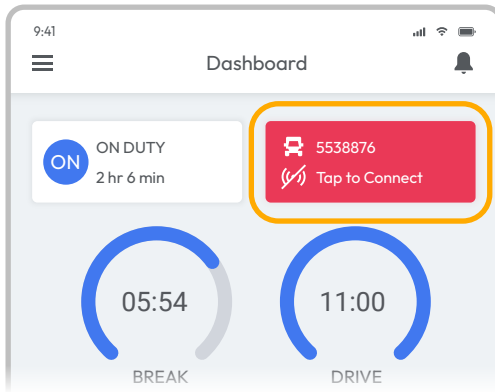 9:41
Dashboard
ON
ON DUTY
2 hr 6 min
5538876
Tap to Connect
05:54
11:00
BREAK
DRIVE